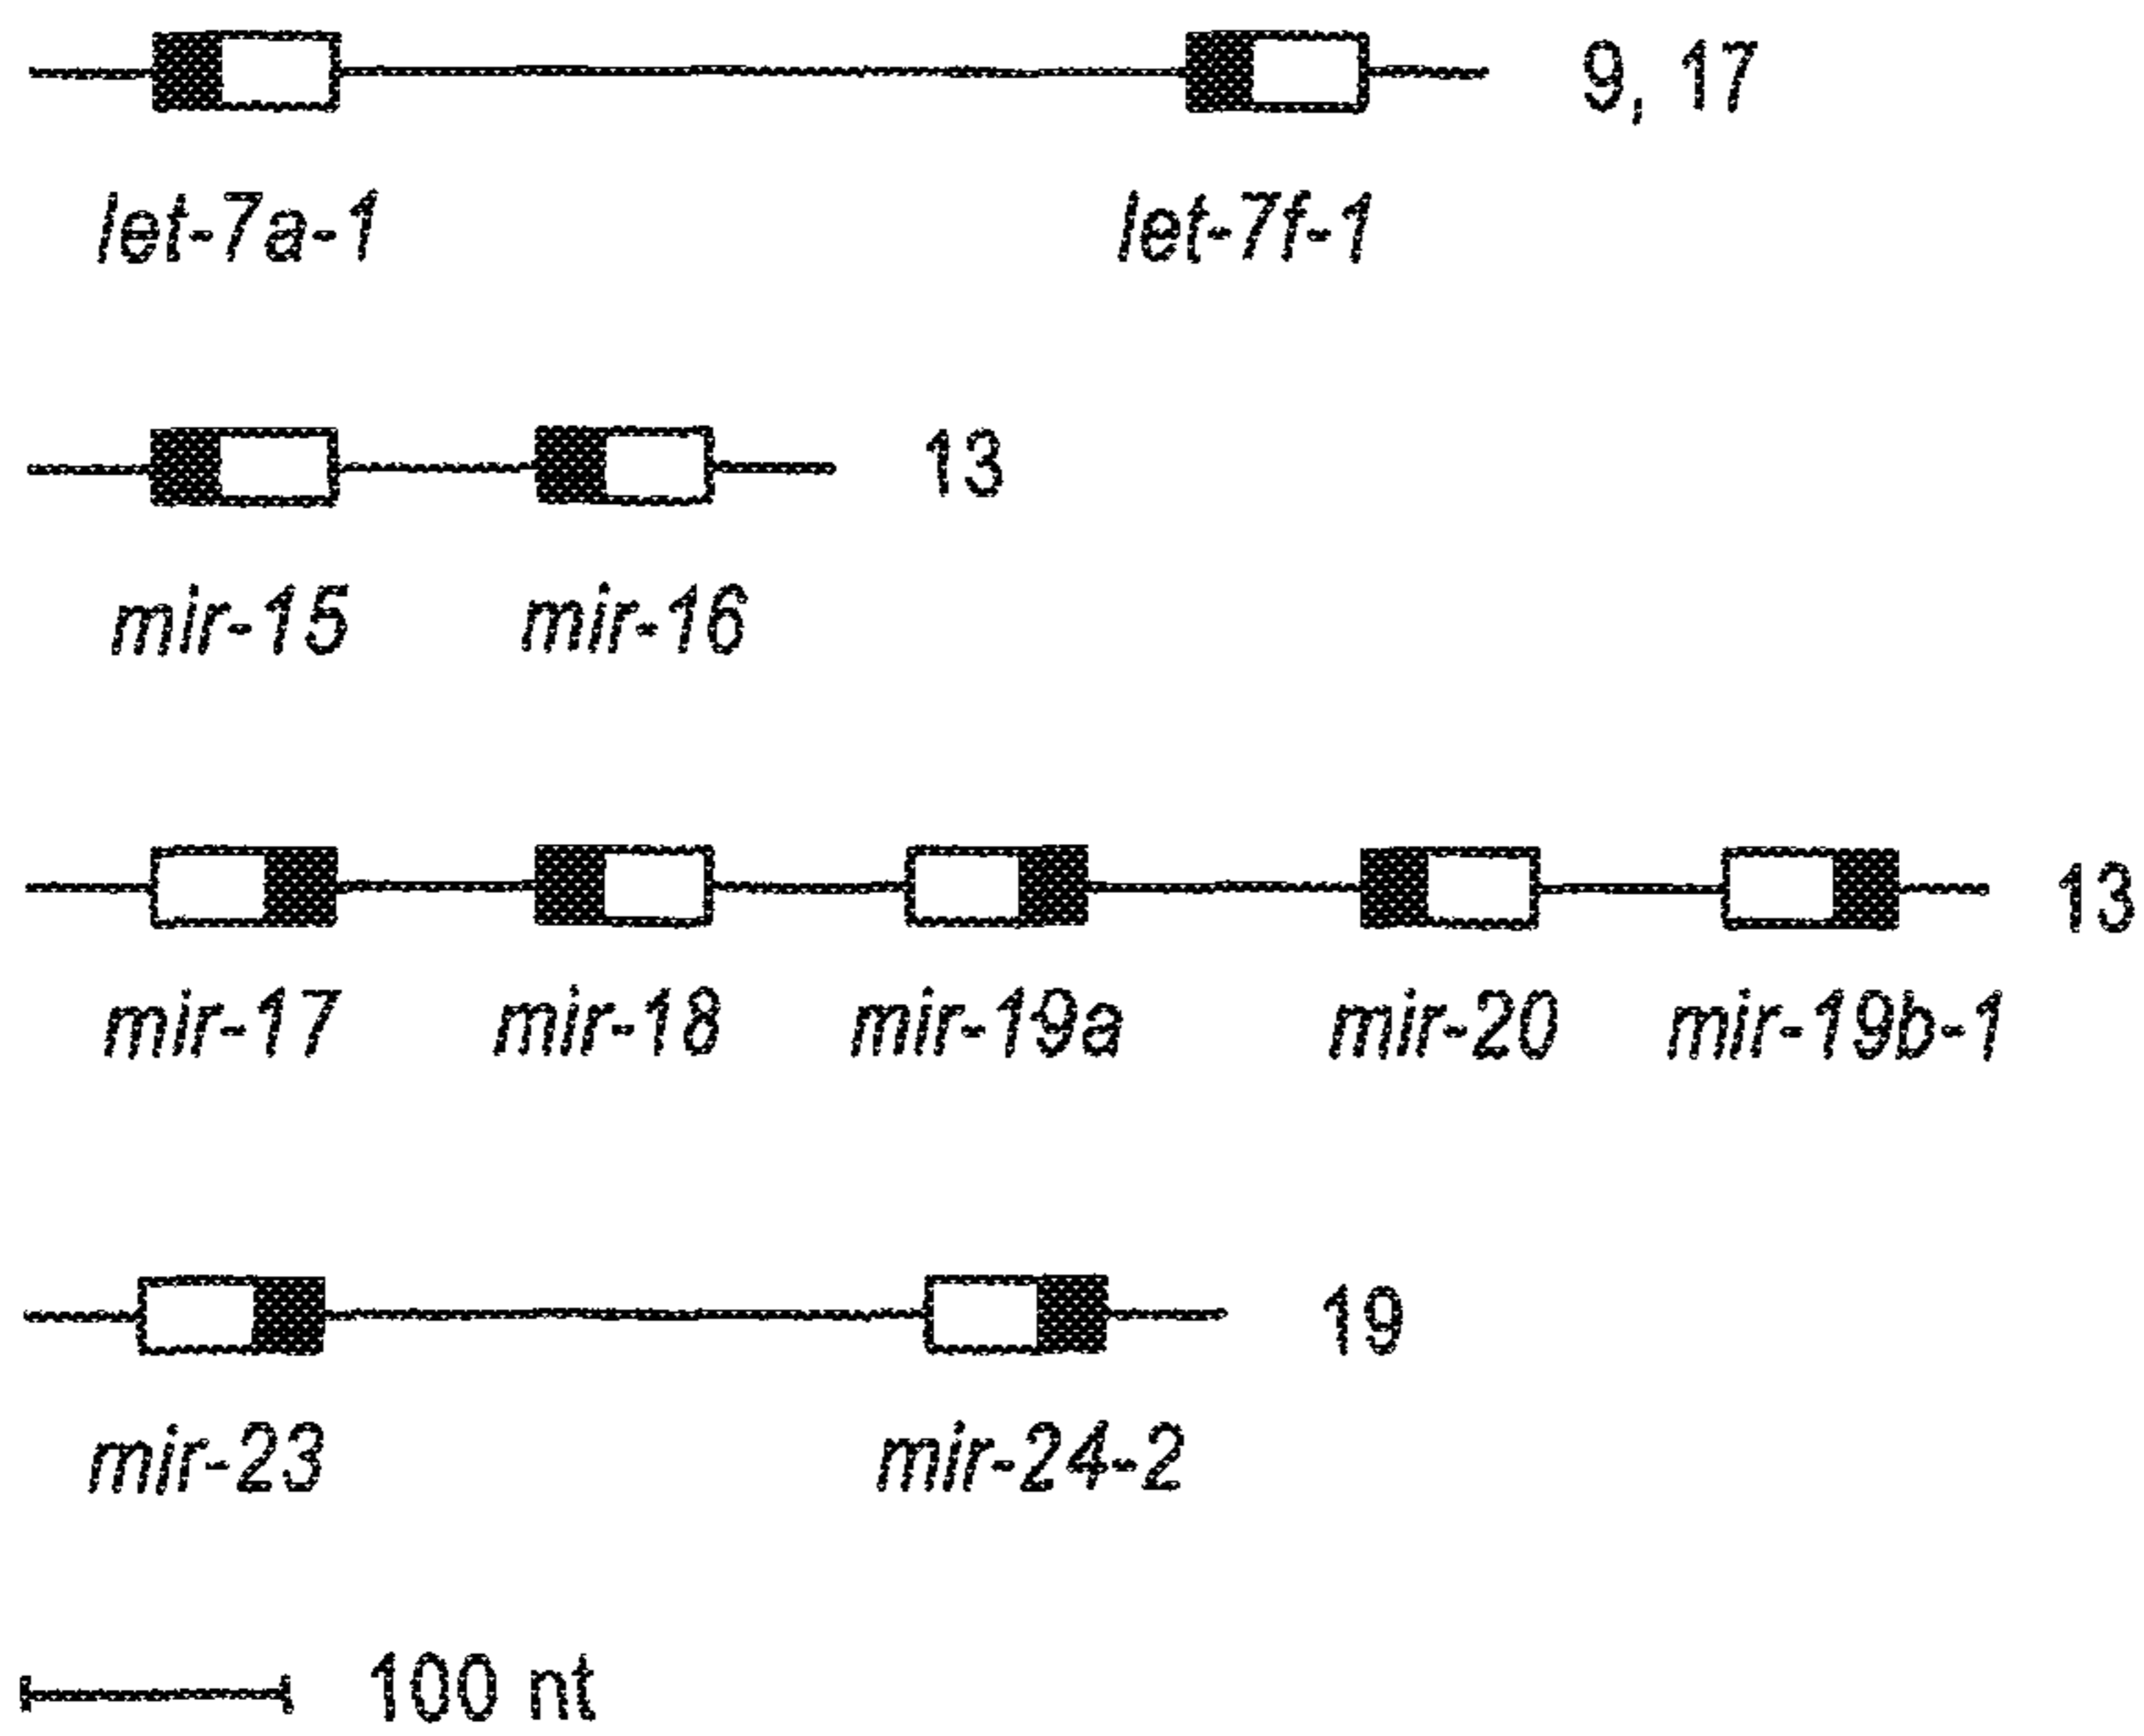 9, 17
let-7a-1 let-7f-1
13
mir-15 mir-16
13
mir-17 mir-18 mir-19a mir-20 mir-19b-1
19
mir-23 mir-24-2
100 nt